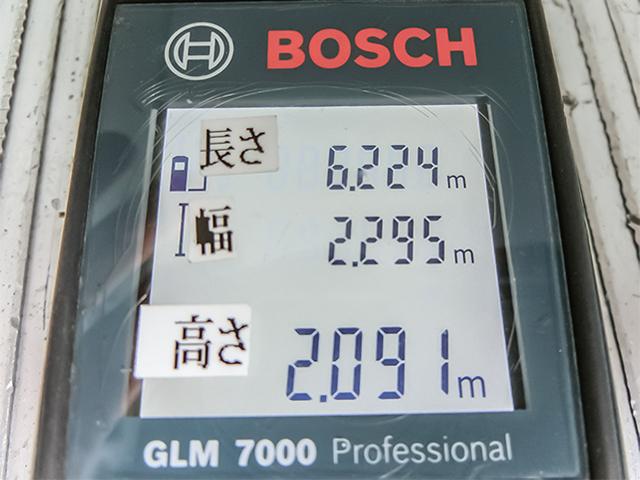 BOSCH
長さ 6.224 m
幅 2.295 m
高さ 2.091 m
GLM 7000 Professional